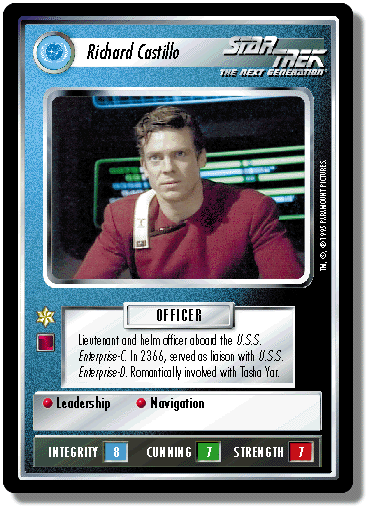 Richard Castillo
STAR TREK
THE NEXT GENERATION®
TM, ©, ® 1995 PARAMOUNT PICTURES.
OFFICER
Lieutenant and helm officer aboard the U.S.S.
Enterprise-C. In 2366, served as liaison with U.S.S.
Enterprise-D. Romantically involved with Tasha Yar.
Leadership Navigation
INTEGRITY 8 CUNNING 7 STRENGTH 7